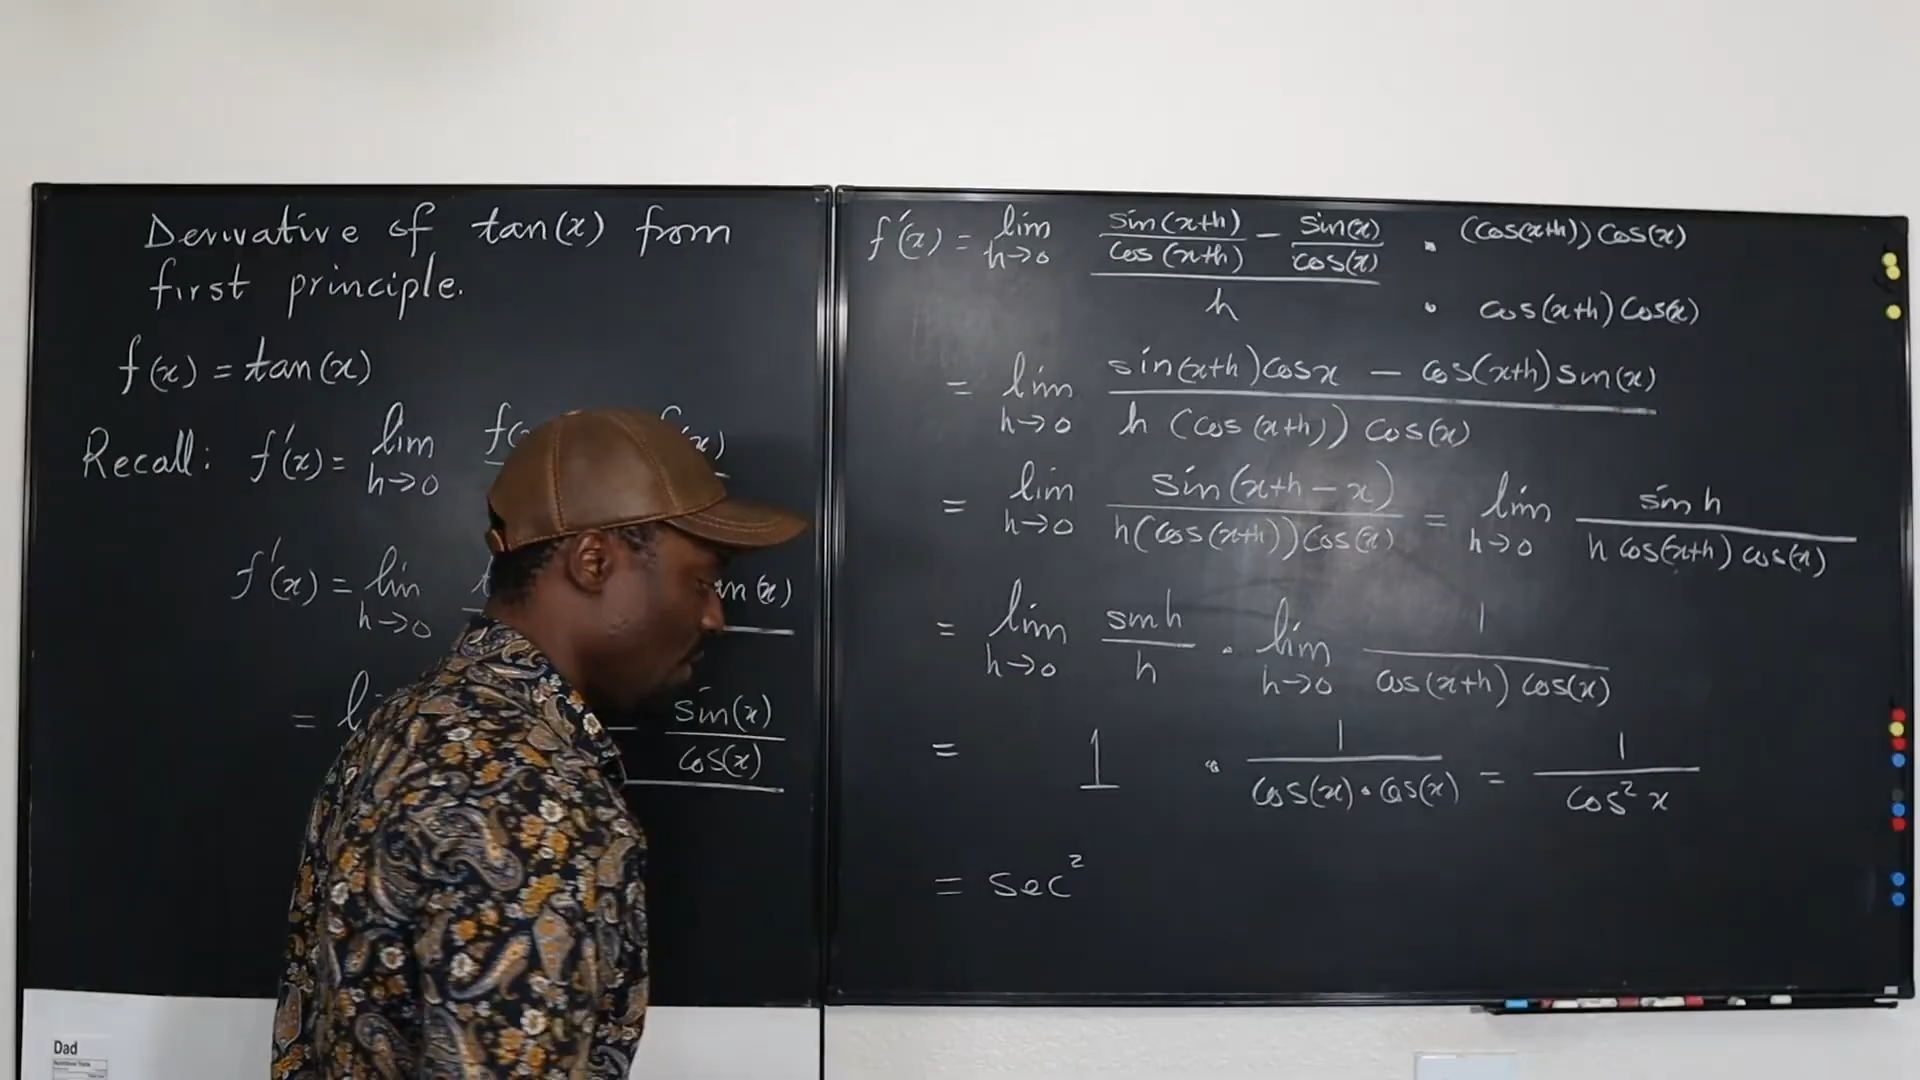 Derivative of tan(x) from
first principle.
f(x) = tan(x)
Recall: f'(x) = lim h→0
f'(x) = lim h→0 an(x)
= − sin(x)/cos(x)
f'(x) = lim h→0 (sin(x+h)/cos(x+h) − sin(x)/cos(x))/h · (cos(x+h)) cos(x)
· cos(x+h) cos(x)
= lim h→0 (sin(x+h)cosx − cos(x+h)sin(x))/(h (cos(x+h)) cos(x))
= lim h→0 sin(x+h − x)/(h(cos(x+h))cos(x)) = lim h→0 sin h/(h cos(x+h) cos(x))
= lim h→0 sin h/h · lim h→0 1/(cos(x+h) cos(x))
= 1 · 1/(cos(x)·cos(x)) = 1/(cos² x)
= sec²
Dad